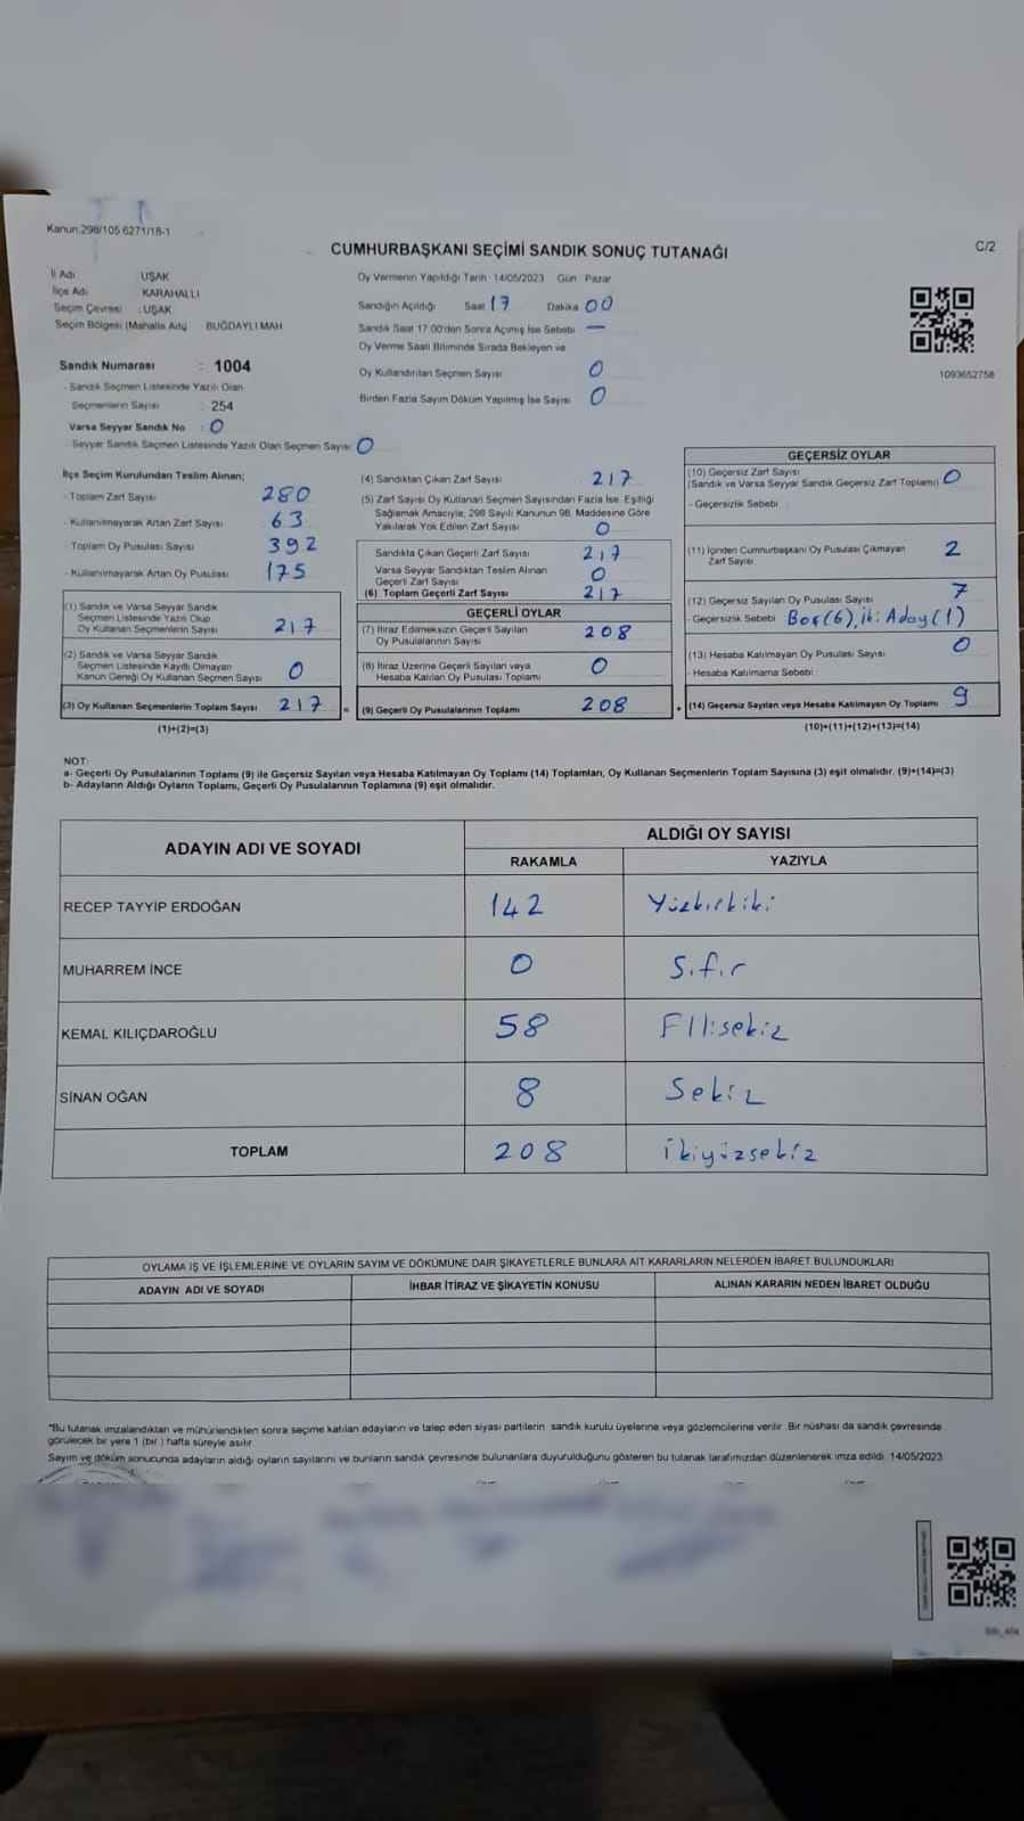 Kanun:298/105 6271/18-1
CUMHURBAŞKANI SEÇİMİ SANDIK SONUÇ TUTANAĞI
C/2
İl Adı UŞAK
İlçe Adı KARAHALLI
Seçim Çevresi : UŞAK
Seçim Bölgesi (Mahalle Adı) BUĞDAYLI MAH
Oy Vermenin Yapıldığı Tarih : 14/05/2023 Gün : Pazar
Sandığın Açıldığı Saat 17 Dakika 00
Sandık Saat 17:00'den Sonra Açımış İse Sebebi —
Oy Verme Saati Bitiminde Sırada Bekleyen ve
Oy Kullandırılan Seçmen Sayısı 0
Birden Fazla Sayım Döküm Yapılmış İse Sayısı 0
1093652758
Sandık Numarası : 1004
- Sandık Seçmen Listesinde Yazılı Olan
Seçmenlerin Sayısı : 254
Varsa Seyyar Sandık No : 0
- Seyyar Sandık Seçmen Listesinde Yazılı Olan Seçmen Sayısı 0
İlçe Seçim Kurulundan Teslim Alınan;
- Toplam Zarf Sayısı 280
- Kullanılmayarak Artan Zarf Sayısı 63
- Toplam Oy Pusulası Sayısı 392
- Kullanılmayarak Artan Oy Pusulası 175
(1) Sandık ve Varsa Seyyar Sandık
Seçmen Listesinde Yazılı Olup
Oy Kullanan Seçmenlerin Sayısı 217
(2) Sandık ve Varsa Seyyar Sandık
Seçmen Listesinde Kayıtlı Olmayan
Kanun Gereği Oy Kullanan Seçmen Sayısı 0
(3) Oy Kullanan Seçmenlerin Toplam Sayısı 217 =
(1)+(2)=(3)
(4) Sandıktan Çıkan Zarf Sayısı 217
(5) Zarf Sayısı Oy Kullanan Seçmen Sayısından Fazla İse, Eşitliği
Sağlamak Amacıyla; 298 Sayılı Kanunun 98. Maddesine Göre
Yakılarak Yok Edilen Zarf Sayısı 0
Sandıkta Çıkan Geçerli Zarf Sayısı 217
Varsa Seyyar Sandıktan Teslim Alınan
Geçerli Zarf Sayısı 0
(6) Toplam Geçerli Zarf Sayısı 217
GEÇERLİ OYLAR
(7) İtiraz Edilmeksizin Geçerli Sayılan
Oy Pusulalarının Sayısı 208
(8) İtiraz Üzerine Geçerli Sayılan veya
Hesaba Katılan Oy Pusulası Toplamı 0
(9) Geçerli Oy Pusulalarının Toplamı 208 +
GEÇERSİZ OYLAR
(10) Geçersiz Zarf Sayısı
(Sandık ve Varsa Seyyar Sandık Geçersiz Zarf Toplamı) 0
- Geçersizlik Sebebi
(11) İçinden Cumhurbaşkanı Oy Pusulası Çıkmayan
Zarf Sayısı 2
(12) Geçersiz Sayılan Oy Pusulası Sayısı 7
- Geçersizlik Sebebi Boş(6), iki Aday(1)
(13) Hesaba Katılmayan Oy Pusulası Sayısı 0
- Hesaba Katılmama Sebebi
(14) Geçersiz Sayılan veya Hesaba Katılmayan Oy Toplamı 9
(10)+(11)+(12)+(13)=(14)
NOT:
a- Geçerli Oy Pusulalarının Toplamı (9) ile Geçersiz Sayılan veya Hesaba Katılmayan Oy Toplamı (14) Toplamları, Oy Kullanan Seçmenlerin Toplam Sayısına (3) eşit olmalıdır. (9)+(14)=(3)
b- Adayların Aldığı Oyların Toplamı, Geçerli Oy Pusulalarının Toplamına (9) eşit olmalıdır.
ADAYIN ADI VE SOYADI
ALDIĞI OY SAYISI
RAKAMLA YAZIYLA
RECEP TAYYİP ERDOĞAN 142 Yüzkırkiki
MUHARREM İNCE 0 Sıfır
KEMAL KILIÇDAROĞLU 58 Ellisekiz
SİNAN OĞAN 8 Sekiz
TOPLAM 208 ikiyüzsekiz
OYLAMA İŞ VE İŞLEMLERİNE VE OYLARIN SAYIM VE DÖKÜMÜNE DAİR ŞİKAYETLERLE BUNLARA AİT KARARLARIN NELERDEN İBARET BULUNDUKLARI
ADAYIN ADI VE SOYADI İHBAR İTİRAZ VE ŞİKAYETİN KONUSU ALINAN KARARIN NEDEN İBARET OLDUĞU
*Bu tutanak imzalandıktan ve mühürlendikten sonra seçime katılan adayların ve talep eden siyasi partilerin sandık kurulu üyelerine veya gözlemcilerine verilir. Bir nüshası da sandık çevresinde
görülecek bir yere 1 (bir) hafta süreyle asılır
Sayım ve döküm sonucunda adayların aldığı oyların sayılarını ve bunların sandık çevresinde bulunanlara duyurulduğunu gösteren bu tutanak tarafımızdan düzenlenerek imza edildi. 14/05/2023